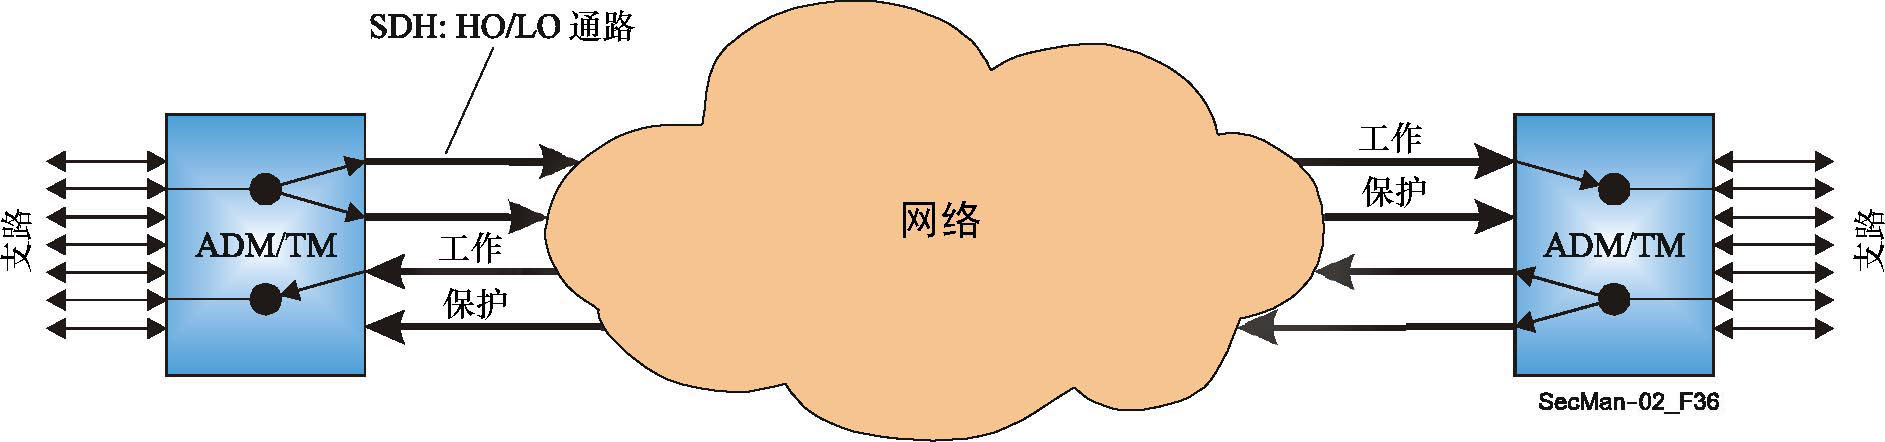 SDH: HO/LO 通路
支路
ADM/TM
工作
保护
网络
工作
保护
ADM/TM
支路
SecMan-02_F36